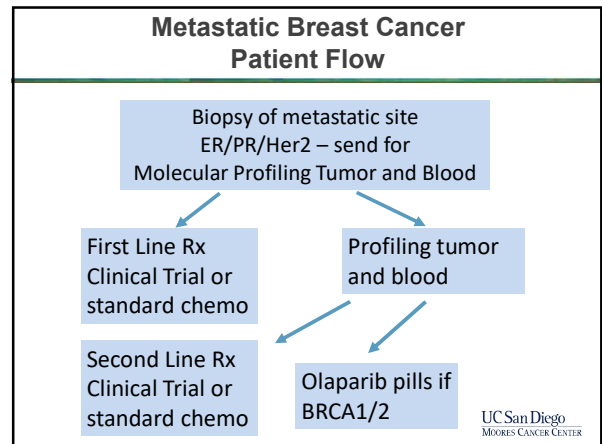 Metastatic Breast Cancer
Patient Flow
Biopsy of metastatic site
ER/PR/Her2 – send for
Molecular Profiling Tumor and Blood
First Line Rx
Clinical Trial or
standard chemo
Profiling tumor
and blood
Second Line Rx
Clinical Trial or
standard chemo
Olaparib pills if
BRCA1/2
UC San Diego
MOORES CANCER CENTER